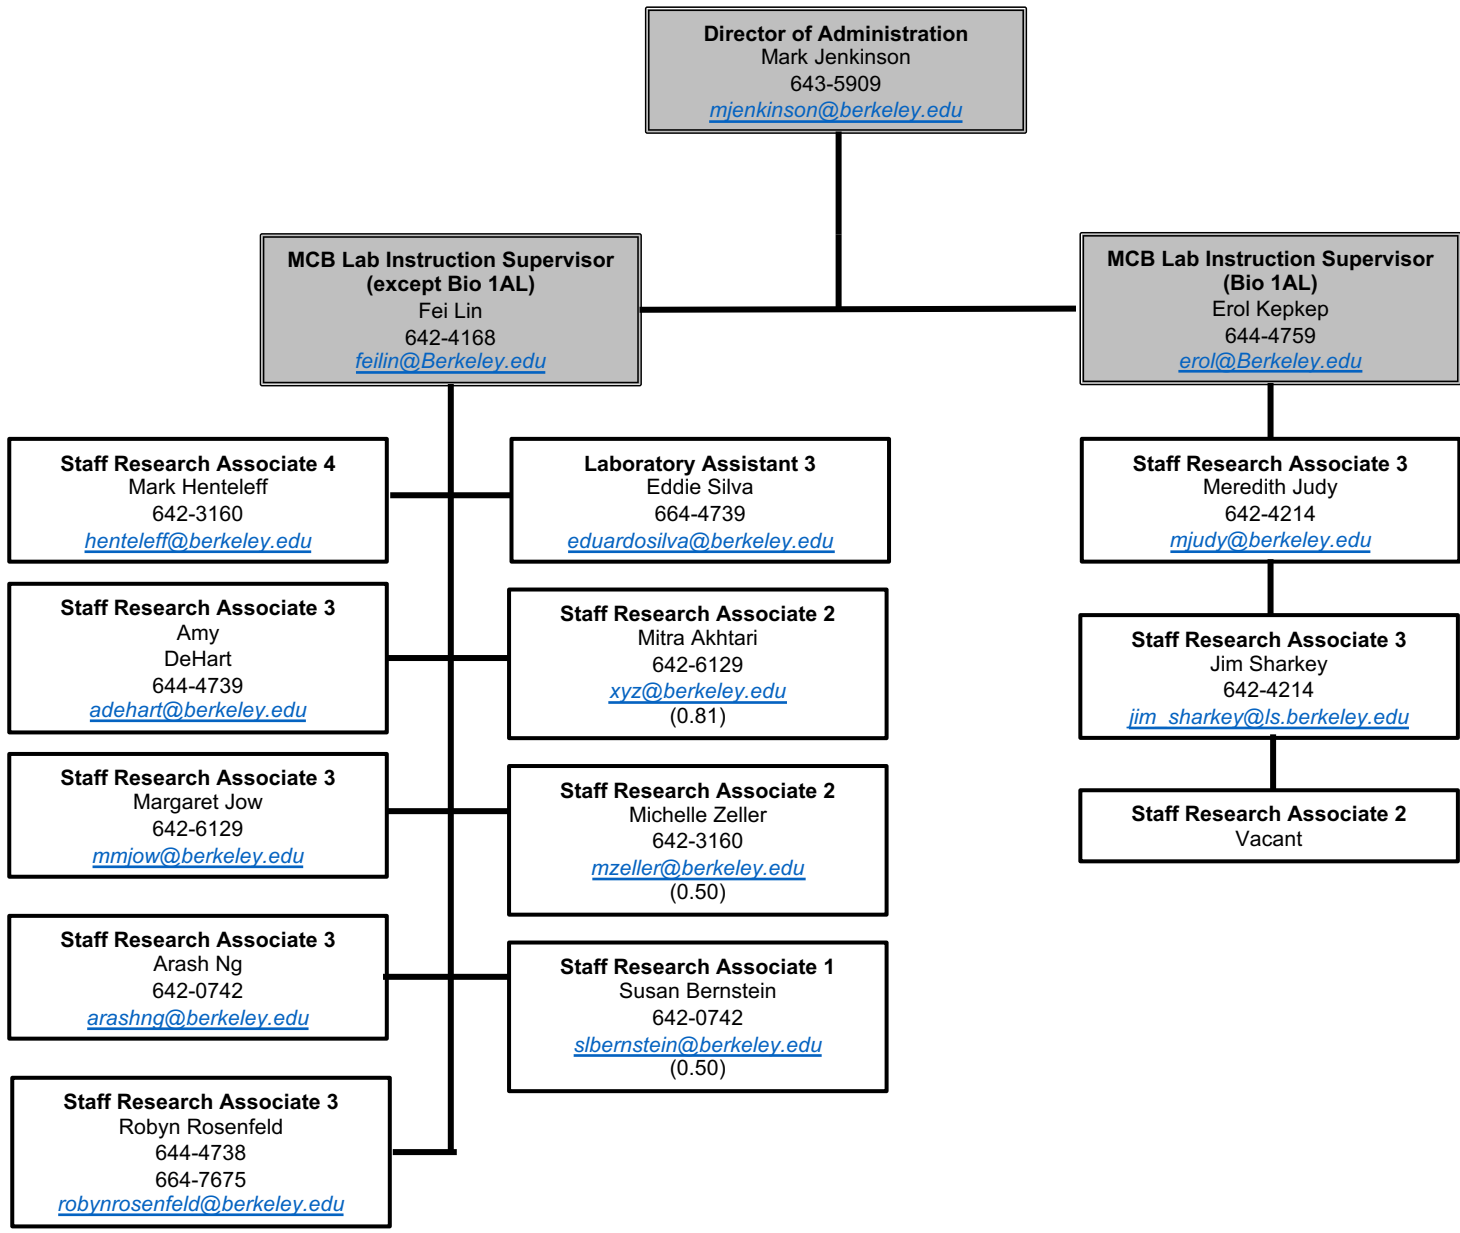 Director of Administration
Mark Jenkinson
643-5909
mjenkinson@berkeley.edu
MCB Lab Instruction Supervisor
(except Bio 1AL)
Fei Lin
642-4168
feilin@Berkeley.edu
MCB Lab Instruction Supervisor
(Bio 1AL)
Erol Kepkep
644-4759
erol@Berkeley.edu
Staff Research Associate 4
Mark Henteleff
642-3160
henteleff@berkeley.edu
Laboratory Assistant 3
Eddie Silva
664-4739
eduardosilva@berkeley.edu
Staff Research Associate 3
Meredith Judy
642-4214
mjudy@berkeley.edu
Staff Research Associate 3
Amy
DeHart
644-4739
adehart@berkeley.edu
Staff Research Associate 2
Mitra Akhtari
642-6129
xyz@berkeley.edu
(0.81)
Staff Research Associate 3
Jim Sharkey
642-4214
jim_sharkey@ls.berkeley.edu
Staff Research Associate 3
Margaret Jow
642-6129
mmjow@berkeley.edu
Staff Research Associate 2
Michelle Zeller
642-3160
mzeller@berkeley.edu
(0.50)
Staff Research Associate 2
Vacant
Staff Research Associate 3
Arash Ng
642-0742
arashng@berkeley.edu
Staff Research Associate 1
Susan Bernstein
642-0742
slbernstein@berkeley.edu
(0.50)
Staff Research Associate 3
Robyn Rosenfeld
644-4738
664-7675
robynrosenfeld@berkeley.edu